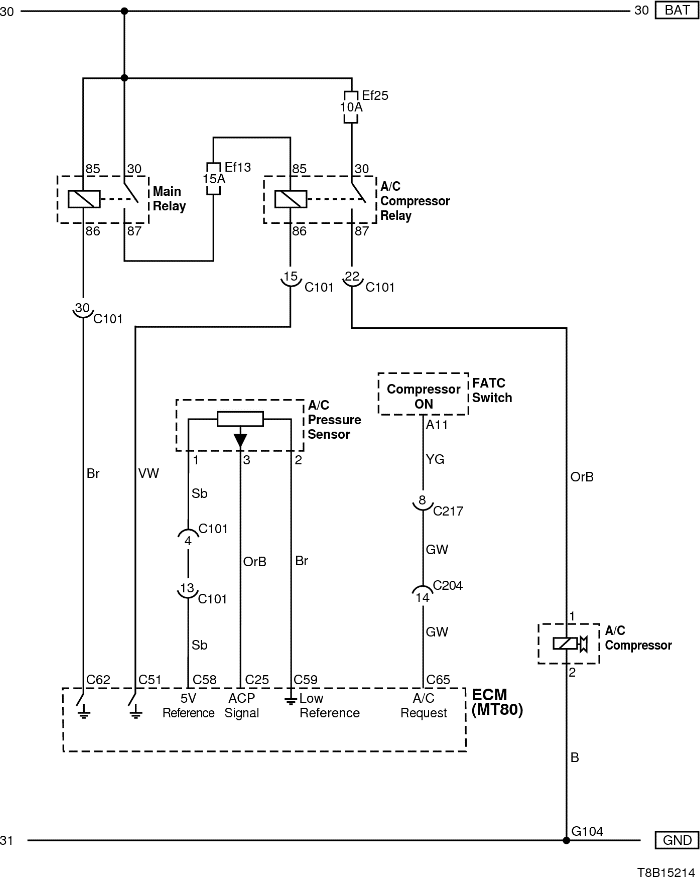 30
30 BAT
Ef25
10A
85 30
Ef13
15A
85 30
Main
Relay
A/C
Compressor
Relay
86 87
86 87
15 C101
22 C101
30 C101
A/C
Pressure
Sensor
Compressor
ON
FATC
Switch
1 3 2
A11
YG
Br
VW
Sb
OrB
8 C217
C101
4
GW
OrB
Br
13 C101
C204
14
Sb
GW
1
A/C
Compressor
2
C62 C51 C58 C25 C59 C65
5V
Reference
ACP
Signal
Low
Reference
A/C
Request
ECM
(MT80)
B
G104
31
GND
T8B15214